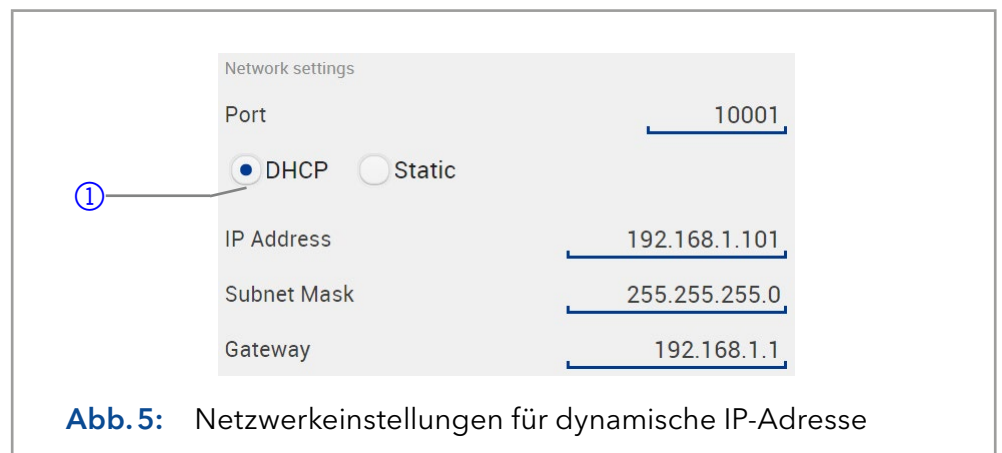 Network settings
Port 10001
DHCP Static
①
IP Address 192.168.1.101
Subnet Mask 255.255.255.0
Gateway 192.168.1.1
Abb. 5: Netzwerkeinstellungen für dynamische IP-Adresse